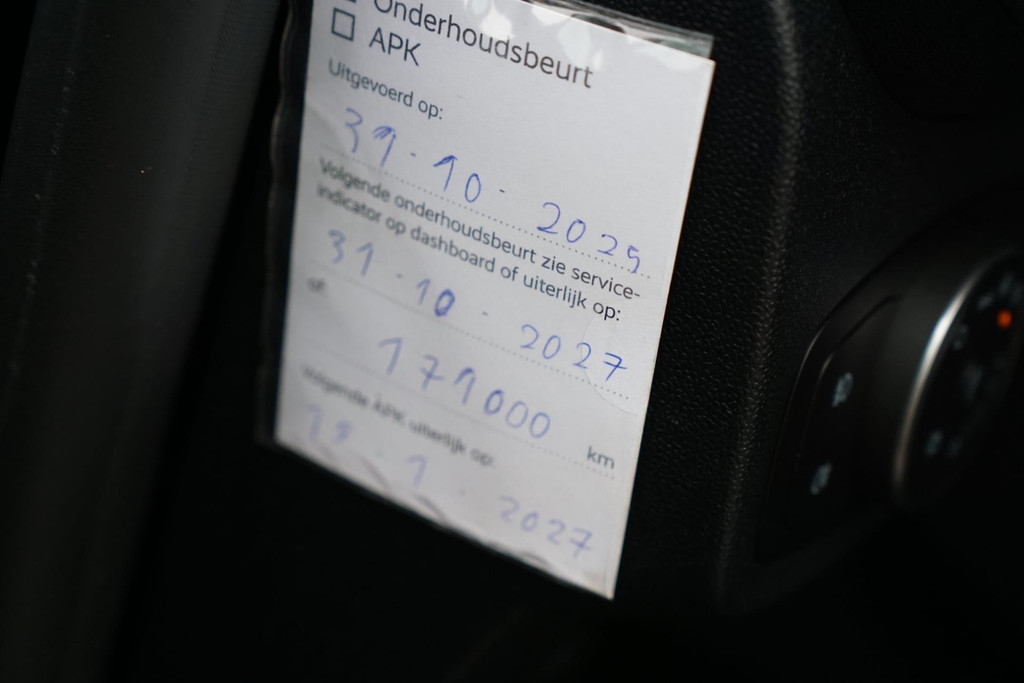 Onderhoudsbeurt
APK
Uitgevoerd op:
31-10-2025
Volgende onderhoudsbeurt zie service-
indicator op dashboard of uiterlijk op:
31-10-2027
of:
171000 km
Volgende APK uiterlijk op:
1 - 2027